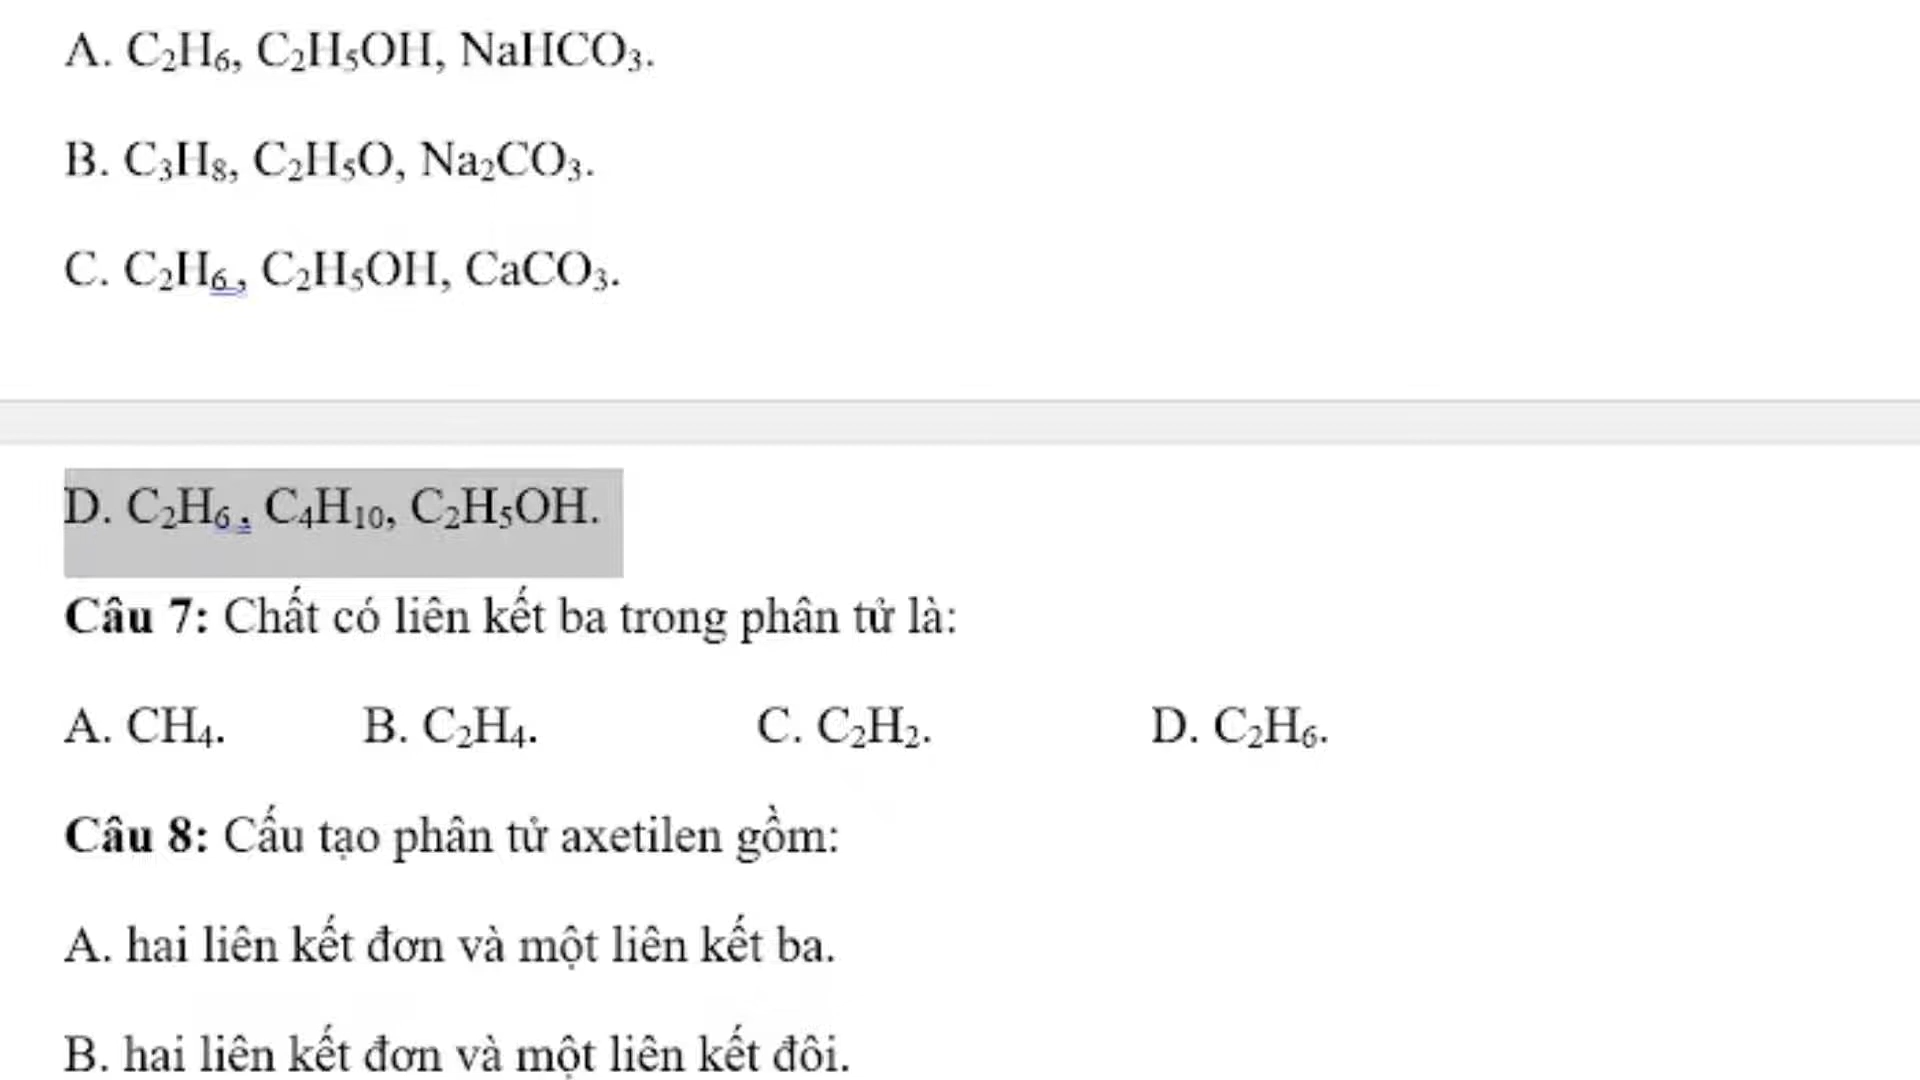 A. C₂H₆, C₂H₅OH, NaHCO₃.
B. C₃H₈, C₂H₅O, Na₂CO₃.
C. C₂H₆ , C₂H₅OH, CaCO₃.
D. C₂H₆ , C₄H₁₀, C₂H₅OH.
Câu 7: Chất có liên kết ba trong phân tử là:
A. CH₄. B. C₂H₄. C. C₂H₂. D. C₂H₆.
Câu 8: Cấu tạo phân tử axetilen gồm:
A. hai liên kết đơn và một liên kết ba.
B. hai liên kết đơn và một liên kết đôi.